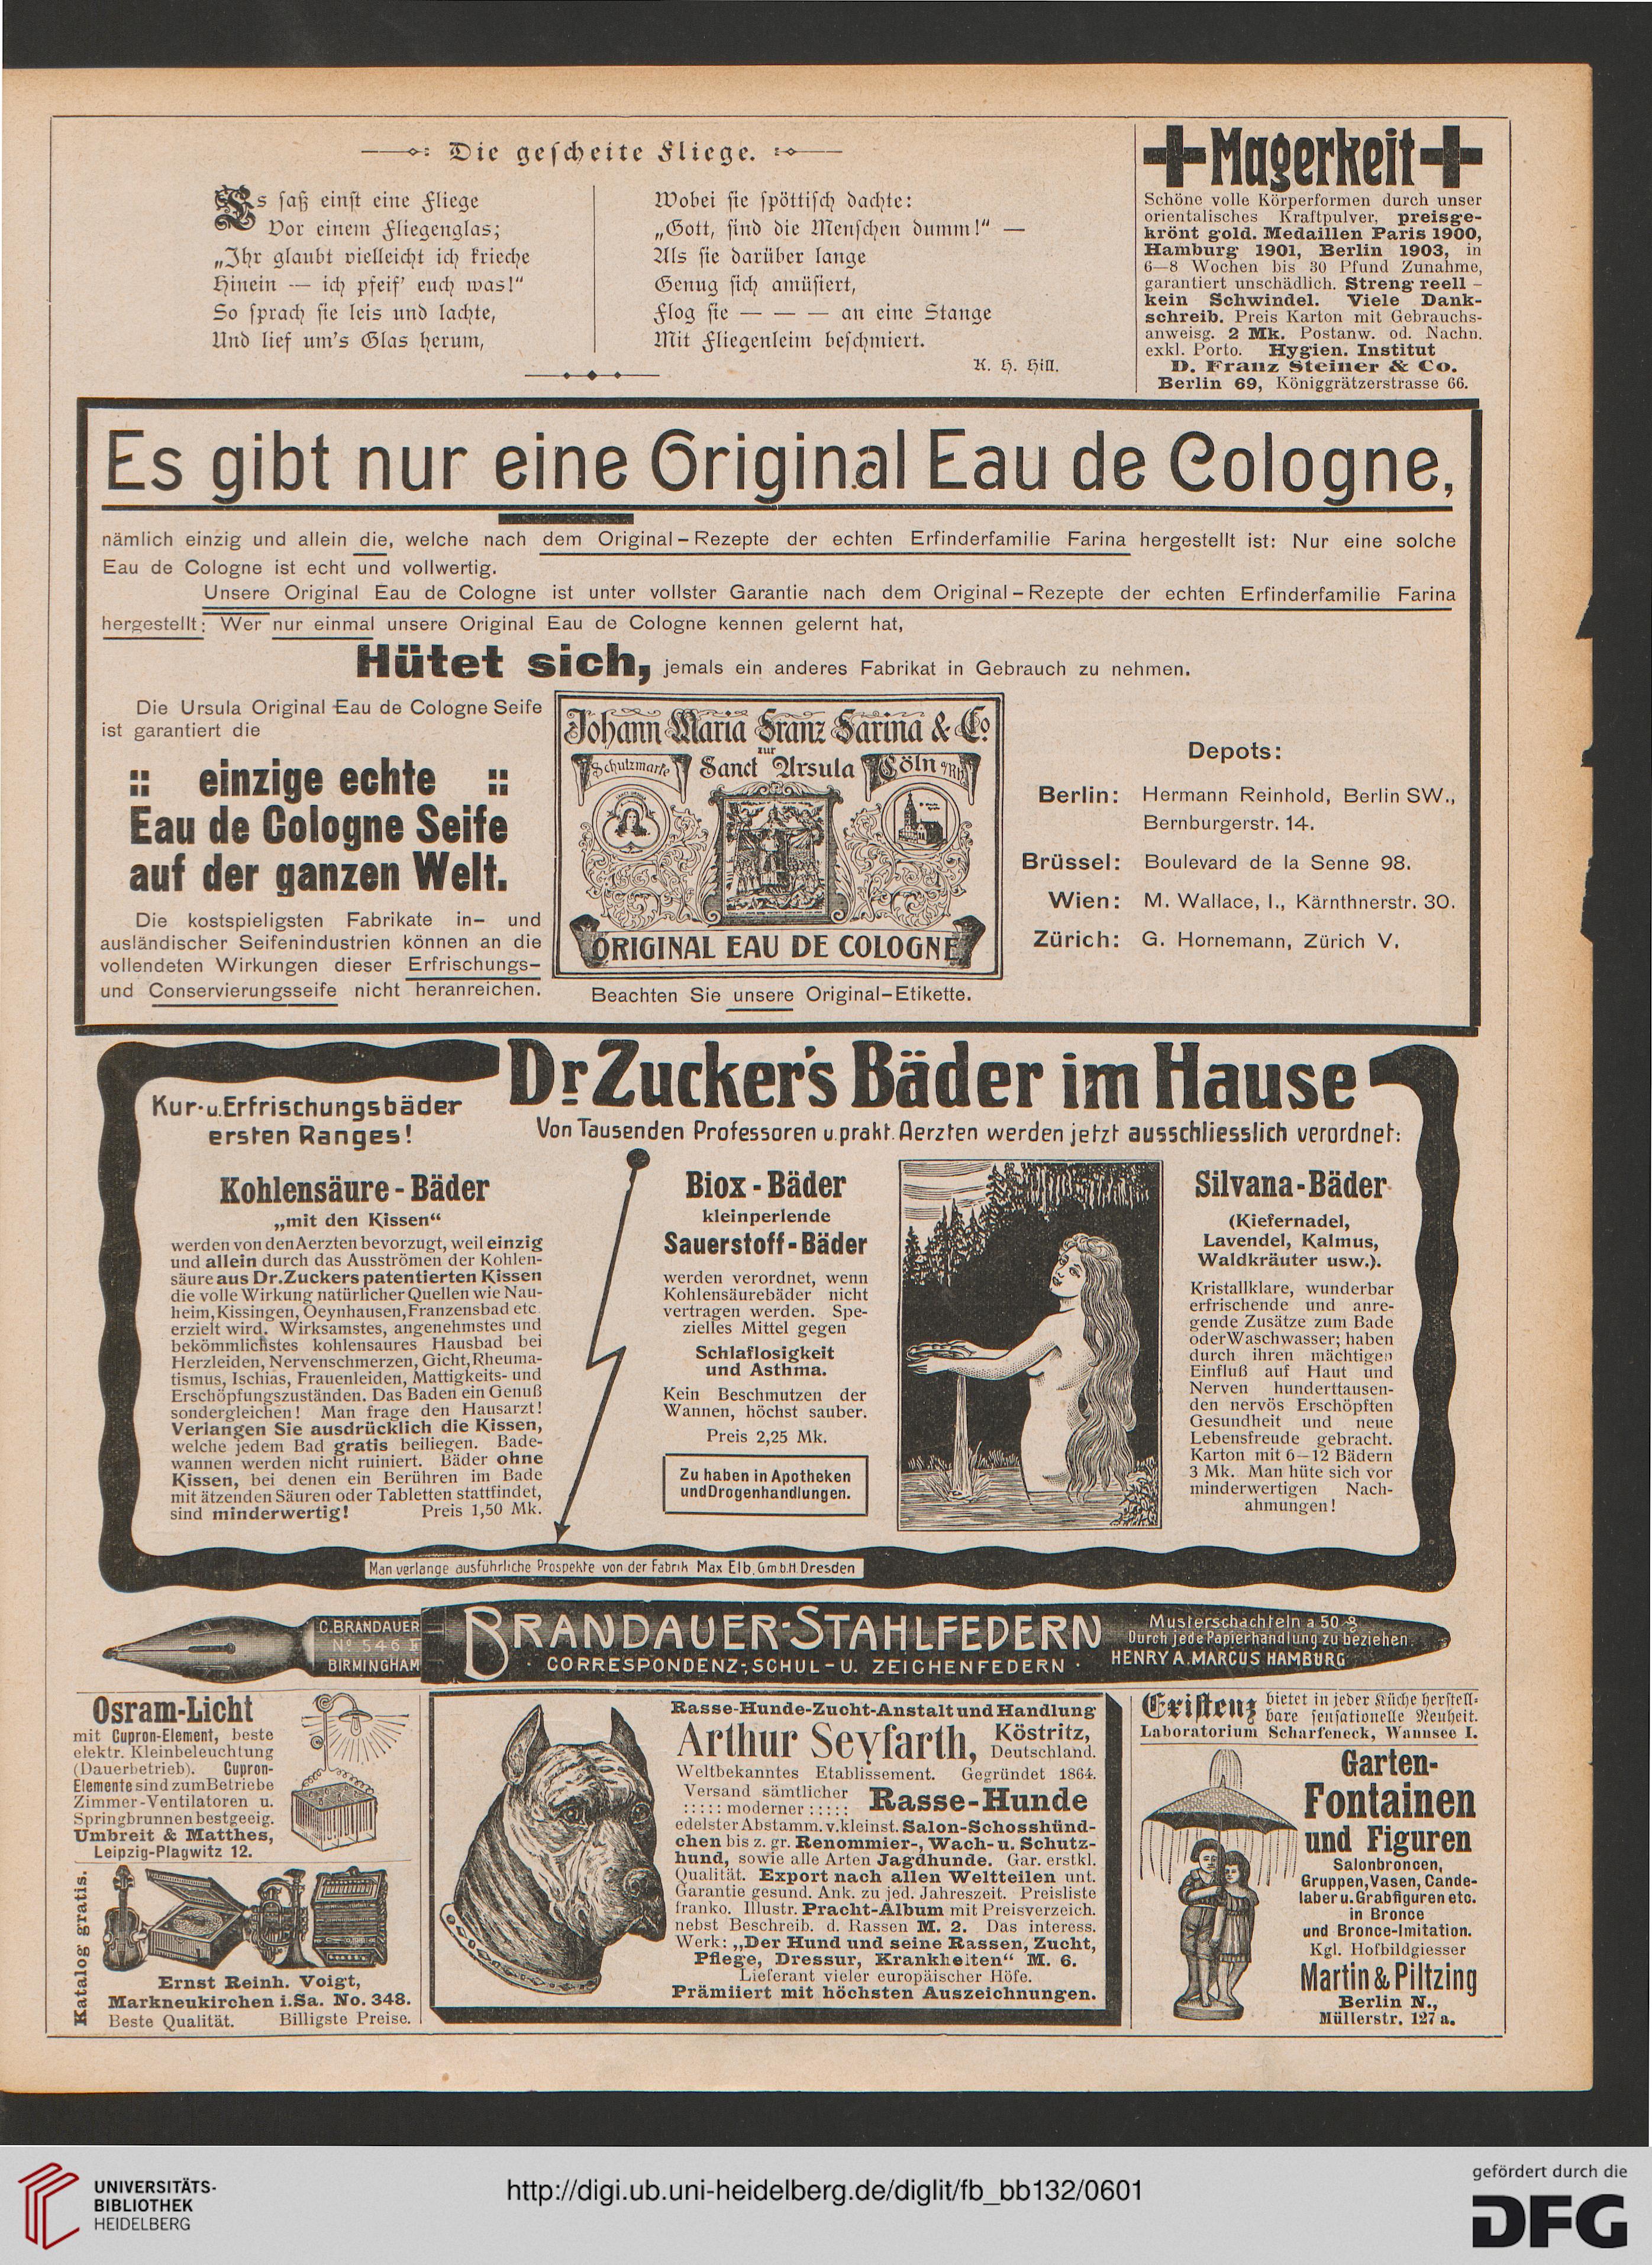 Die gescheite Fliege.
Es saß einst eine Fliege
Vor einem Fliegenglas;
„Ihr glaubt vielleicht ich krieche
Hinein — ich pfeif' euch was!“
So sprach sie leis und lachte,
Und lief um's Glas herum,
Wobei sie spöttisch dachte:
„Gott, sind die Menschen dumm!“ —
Als sie darüber lange
Genug sich amüsiert,
Flog sie — — — an eine Stange
Mit Fliegenleim beschmiert.
K. H. Hill.
Magerkeit
Schöne volle Körperformen durch unser
orientalisches Kraftpulver, preisge-
krönt gold. Medaillen Paris 1900,
Hamburg 1901, Berlin 1903, in
6—8 Wochen bis 30 Pfund Zunahme,
garantiert unschädlich. Streng reell –
kein Schwindel. Viele Dank-
schreib. Preis Karton mit Gebrauchs-
anweisg. 2 Mk. Postanw. od. Nachn.
exkl. Porto. Hygien. Institut
D. Franz Steiner & Co.
Berlin 69, Königgrätzerstrasse 66.
Es gibt nur eine Original Eau de Cologne,
nämlich einzig und allein die, welche nach dem Original-Rezepte der echten Erfinderfamilie Farina hergestellt ist: Nur eine solche
Eau de Cologne ist echt und vollwertig.
Unsere Original Eau de Cologne ist unter vollster Garantie nach dem Original-Rezepte der echten Erfinderfamilie Farina
hergestellt: Wer nur einmal unsere Original Eau de Cologne kennen gelernt hat,
Hütet sich, jemals ein anderes Fabrikat in Gebrauch zu nehmen.
Die Ursula Original Eau de Cologne Seife
ist garantiert die
:: einzige echte ::
Eau de Cologne Seife
auf der ganzen Welt.
Die kostspieligsten Fabrikate in- und
ausländischer Seifenindustrien können an die
vollendeten Wirkungen dieser Erfrischungs-
und Conservierungsseife nicht heranreichen.
Johann Maria Franz Farina & Co.
zur
Schutzmarke Sanct Ursula Cöln a/Rh
ORIGINAL EAU DE COLOGNE
Beachten Sie unsere Original-Etikette.
Depots:
Berlin: Hermann Reinhold, Berlin SW.,
Bernburgerstr. 14.
Brüssel: Boulevard de la Senne 98.
Wien: M. Wallace, I., Kärnthnerstr. 30.
Zürich: G. Hornemann, Zürich V.
Dr Zucker's Bäder im Hause
Kur- u. Erfrischungsbäder
ersten Ranges!
Von Tausenden Professoren u. prakt. Aerzten werden jetzt ausschliesslich verordnet:
Kohlensäure-Bäder
„mit den Kissen“
werden von den Aerzten bevorzugt, weil einzig
und allein durch das Ausströmen der Kohlen-
säure aus Dr. Zuckers patentierten Kissen
die volle Wirkung natürlicher Quellen wie Nau-
heim, Kissingen, Oeynhausen, Franzensbad etc
erzielt wird. Wirksamstes, angenehmstes und
bekömmlichstes kohlensaures Hausbad bei
Herzleiden, Nervenschmerzen, Gicht, Rheuma-
tismus, Ischias, Frauenleiden, Mattigkeits- und
Erschöpfungszuständen. Das Baden ein Genuß
sondergleichen! Man frage den Hausarzt!
Verlangen Sie ausdrücklich die Kissen,
welche jedem Bad gratis beiliegen. Bade-
wannen werden nicht ruiniert. Bäder ohne
Kissen, bei denen ein Berühren im Bade
mit ätzenden Säuren oder Tabletten stattfindet,
sind minderwertig! Preis 1,50 Mk.
Biox-Bäder
kleinperlende
Sauerstoff-Bäder
werden verordnet, wenn
Kohlensäurebäder nicht
vertragen werden. Spe-
zielles Mittel gegen
Schlaflosigkeit
und Asthma.
Kein Beschmutzen der
Wannen, höchst sauber.
Preis 2,25 Mk.
Zu haben in Apotheken
und Drogenhandlungen.
Silvana-Bäder
(Kiefernadel,
Lavendel, Kalmus,
Waldkräuter usw.).
Kristallklare, wunderbar
erfrischende und anre-
gende Zusätze zum Bade
oder Waschwasser; haben
durch ihren mächtigen
Einfluß auf Haut und
Nerven hunderttausen-
den nervös Erschöpften
Gesundheit und neue
Lebensfreude gebracht.
Karton mit 6—12 Bädern
3 Mk. Man hüte sich vor
minderwertigen Nach-
ahmungen!
Man verlange ausführliche Prospekte von der Fabrik Max Elb, G.m.b.H. Dresden
C. BRANDAUER
No 546 F
BIRMINGHAM
BRANDAUER-STAHLFEDERN
CORRESPONDENZ-, SCHUL- U. ZEICHENFEDERN
Musterschachteln a 50 ₰
Durch jede Papierhandlung zu beziehen.
HENRY A. MARCUS HAMBURG
Osram-Licht
mit Cupron-Element, beste
elektr. Kleinbeleuchtung
(Dauerbetrieb). Cupron-
Elemente sind zum Betriebe
Zimmer-Ventilatoren u.
Springbrunnen bestgeeig.
Umbreit & Matthes,
Leipzig-Plagwitz 12.
Katalog gratis.
Ernst Reinh. Voigt,
Markneukirchen i. Sa. No. 348.
Beste Qualität. Billigste Preise.
Rasse-Hunde-Zucht-Anstalt und Handlung
Arthur Seyfarth, Köstritz,
Deutschland.
Weltbekanntes Etablissement. Gegründet 1864.
Versand sämtlicher
::::: moderner ::::: Rasse-Hunde
edelster Abstamm. v. kleinst. Salon-Schosshünd-
chen bis z. gr. Renommier-, Wach- u. Schutz-
hund, sowie alle Arten Jagdhunde. Gar. erstkl.
Qualität. Export nach allen Weltteilen unt.
Garantie gesund. Ank. zu jed. Jahreszeit. Preisliste
franko. Illustr. Pracht-Album mit Preisverzeich.
nebst Beschreib. d. Rassen M. 2. Das interess.
Werk: „Der Hund und seine Rassen, Zucht,
Pflege, Dressur, Krankheiten“ M. 6.
Lieferant vieler europäischer Höfe.
Prämiiert mit höchsten Auszeichnungen.
Existenz bietet in jeder Küche herstell-
bare sensationelle Neuheit.
Laboratorium Scharfeneck, Wannsee I.
Garten-
Fontainen
und Figuren
Salonbroncen,
Gruppen, Vasen, Cande-
laber u. Grabfiguren etc.
in Bronce
und Bronce-Imitation.
Kgl. Hofbildgiesser
Martin & Piltzing
Berlin N.,
Müllerstr. 127 a.
UNIVERSITÄTS-
BIBLIOTHEK
HEIDELBERG
http://digi.ub.uni-heidelberg.de/diglit/fb_bb132/0601
gefördert durch die
DFG